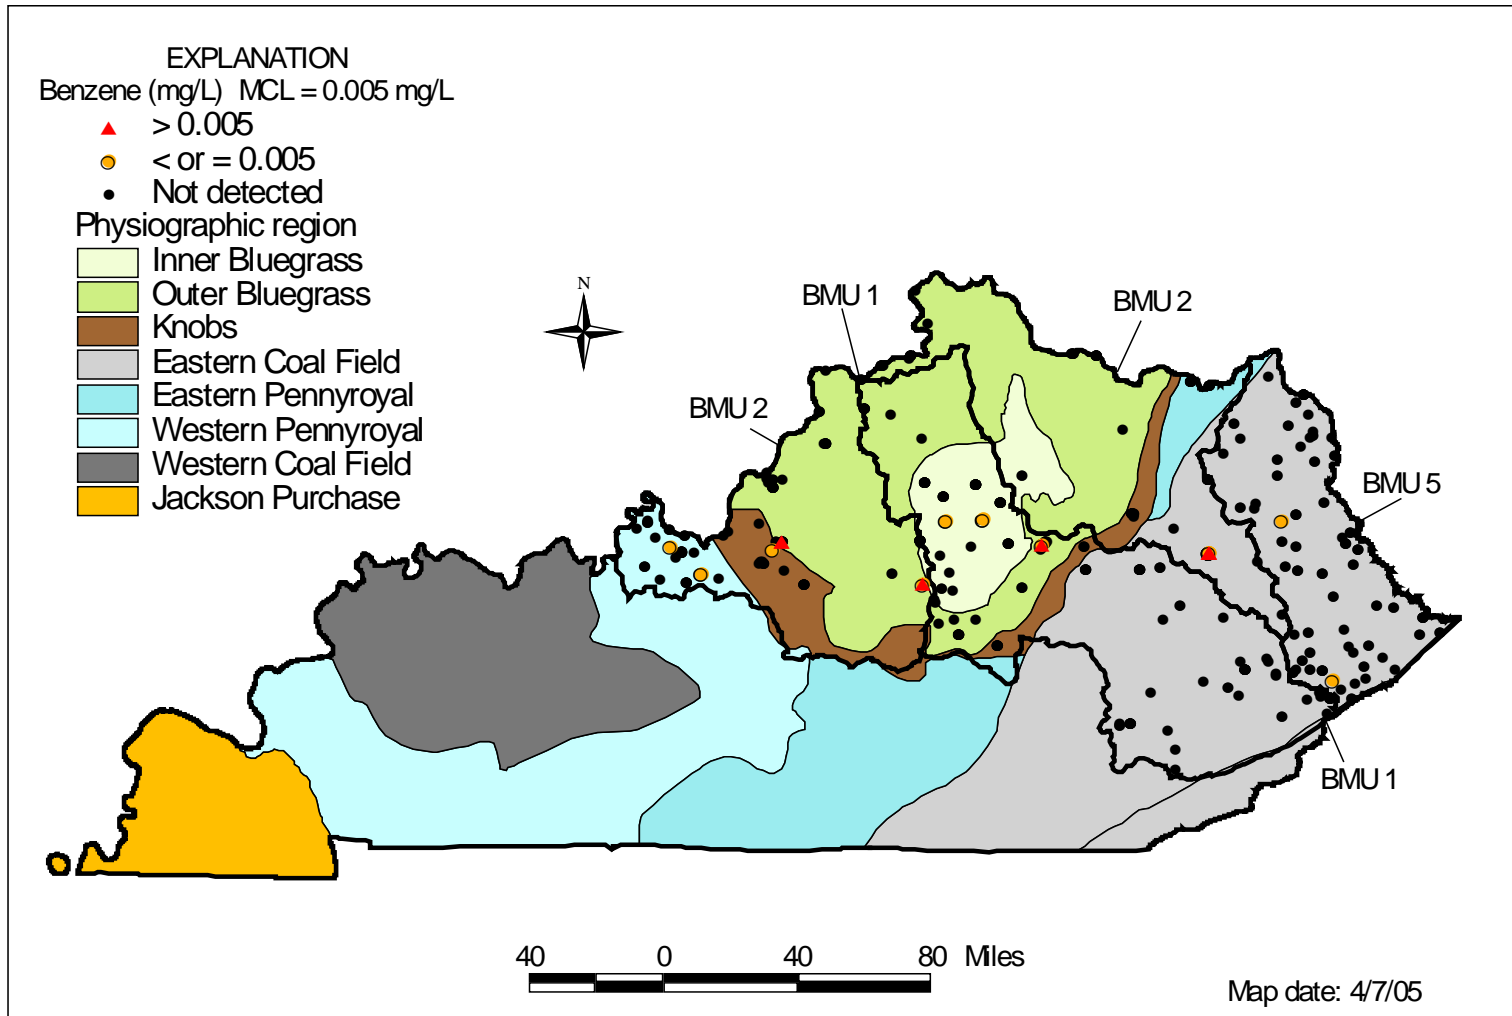 EXPLANATION
Benzene (mg/L) MCL = 0.005 mg/L
> 0.005
< or = 0.005
Not detected
Physiographic region
Inner Bluegrass
Outer Bluegrass
Knobs
Eastern Coal Field
Eastern Pennyroyal
Western Pennyroyal
Western Coal Field
Jackson Purchase
N
BMU 1
BMU 2
BMU 2
BMU 5
BMU 1
40 0 40 80 Miles
Map date: 4/7/05